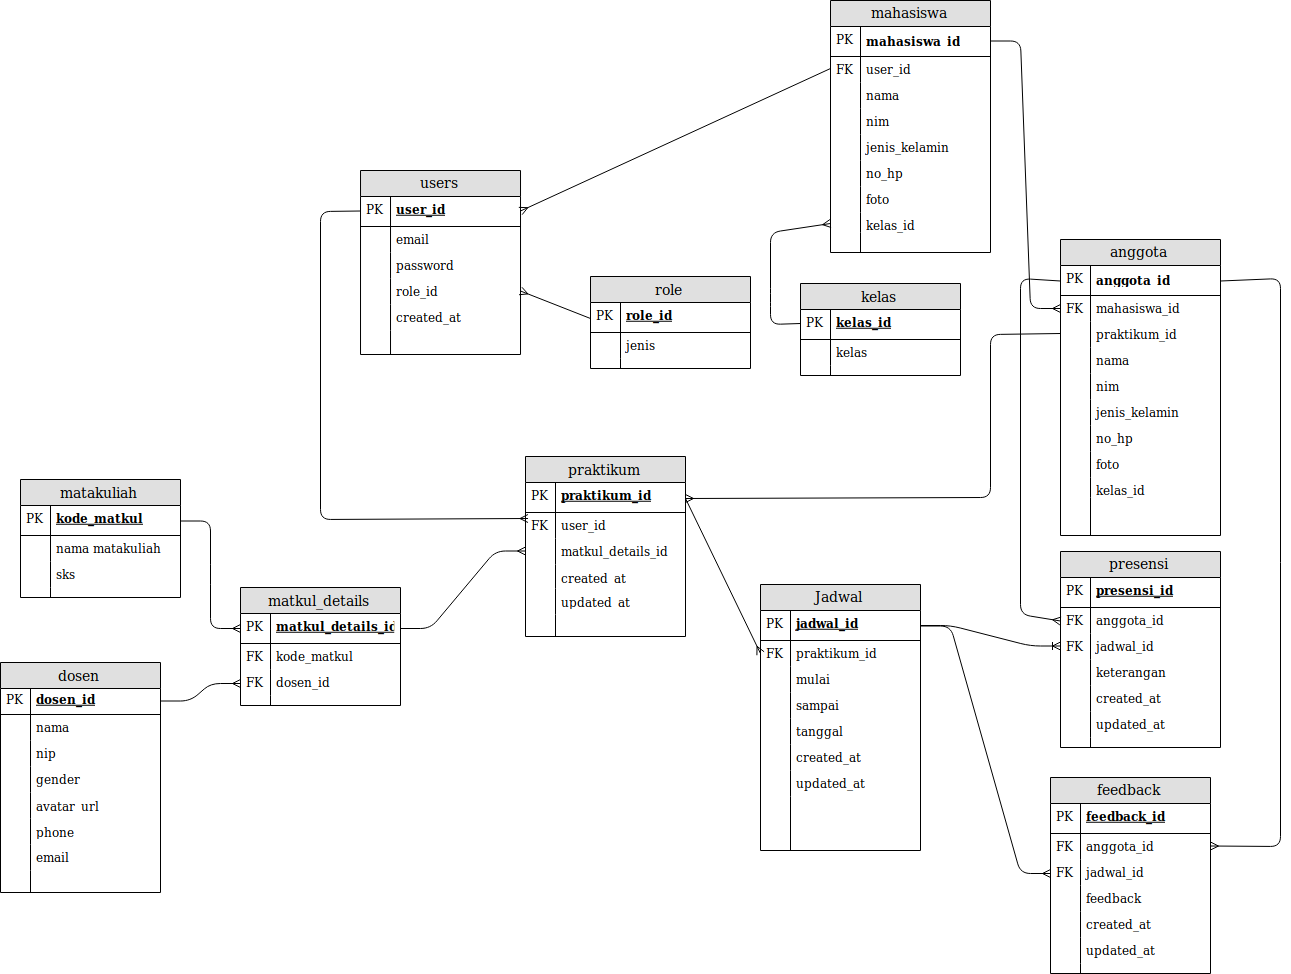 mahasiswa
PK mahasiswa_id
FK user_id
nama
nim
jenis_kelamin
no_hp
foto
kelas_id
users
PK user_id
email
password
role_id
created_at
role
PK role_id
jenis
kelas
PK kelas_id
kelas
anggota
PK anggota_id
FK mahasiswa_id
praktikum_id
nama
nim
jenis_kelamin
no_hp
foto
kelas_id
praktikum
PK praktikum_id
FK user_id
matkul_details_id
created_at
updated_at
matakuliah
PK kode_matkul
nama matakuliah
sks
matkul_details
PK matkul_details_id
FK kode_matkul
FK dosen_id
dosen
PK dosen_id
nama
nip
gender
avatar_url
phone
email
Jadwal
PK jadwal_id
FK praktikum_id
mulai
sampai
tanggal
created_at
updated_at
presensi
PK presensi_id
FK anggota_id
FK jadwal_id
keterangan
created_at
updated_at
feedback
PK feedback_id
FK anggota_id
FK jadwal_id
feedback
created_at
updated_at